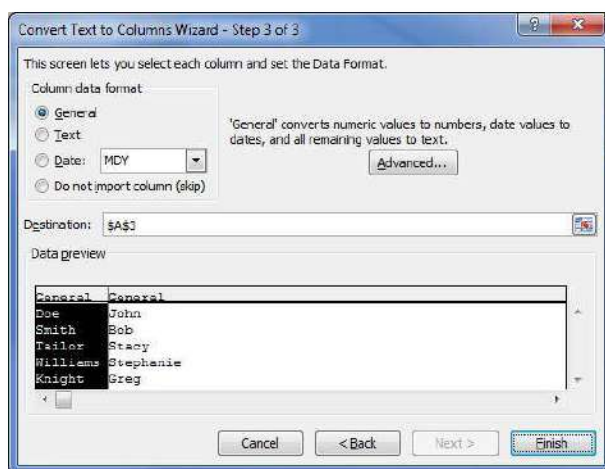 Convert Text to Columns Wizard - Step 3 of 3
This screen lets you select each column and set the Data Format.
Column data format
General
Text
Date: MDY
Do not import column (skip)
'General' converts numeric values to numbers, date values to
dates, and all remaining values to text.
Advanced...
Destination: $A$3
Data preview
General General
Doe John
Smith Bob
Tailor Stacy
Williams Stephanie
Knight Greg
Cancel < Back Next > Finish